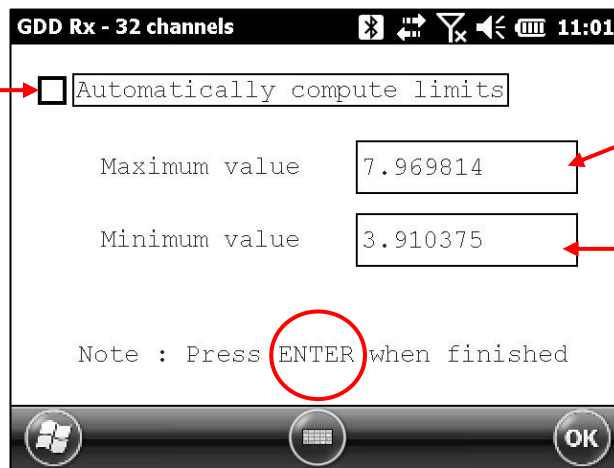 GDD Rx - 32 channels 11:01
Automatically compute limits
Maximum value 7.969814
Minimum value 3.910375
Note : Press ENTER when finished
OK